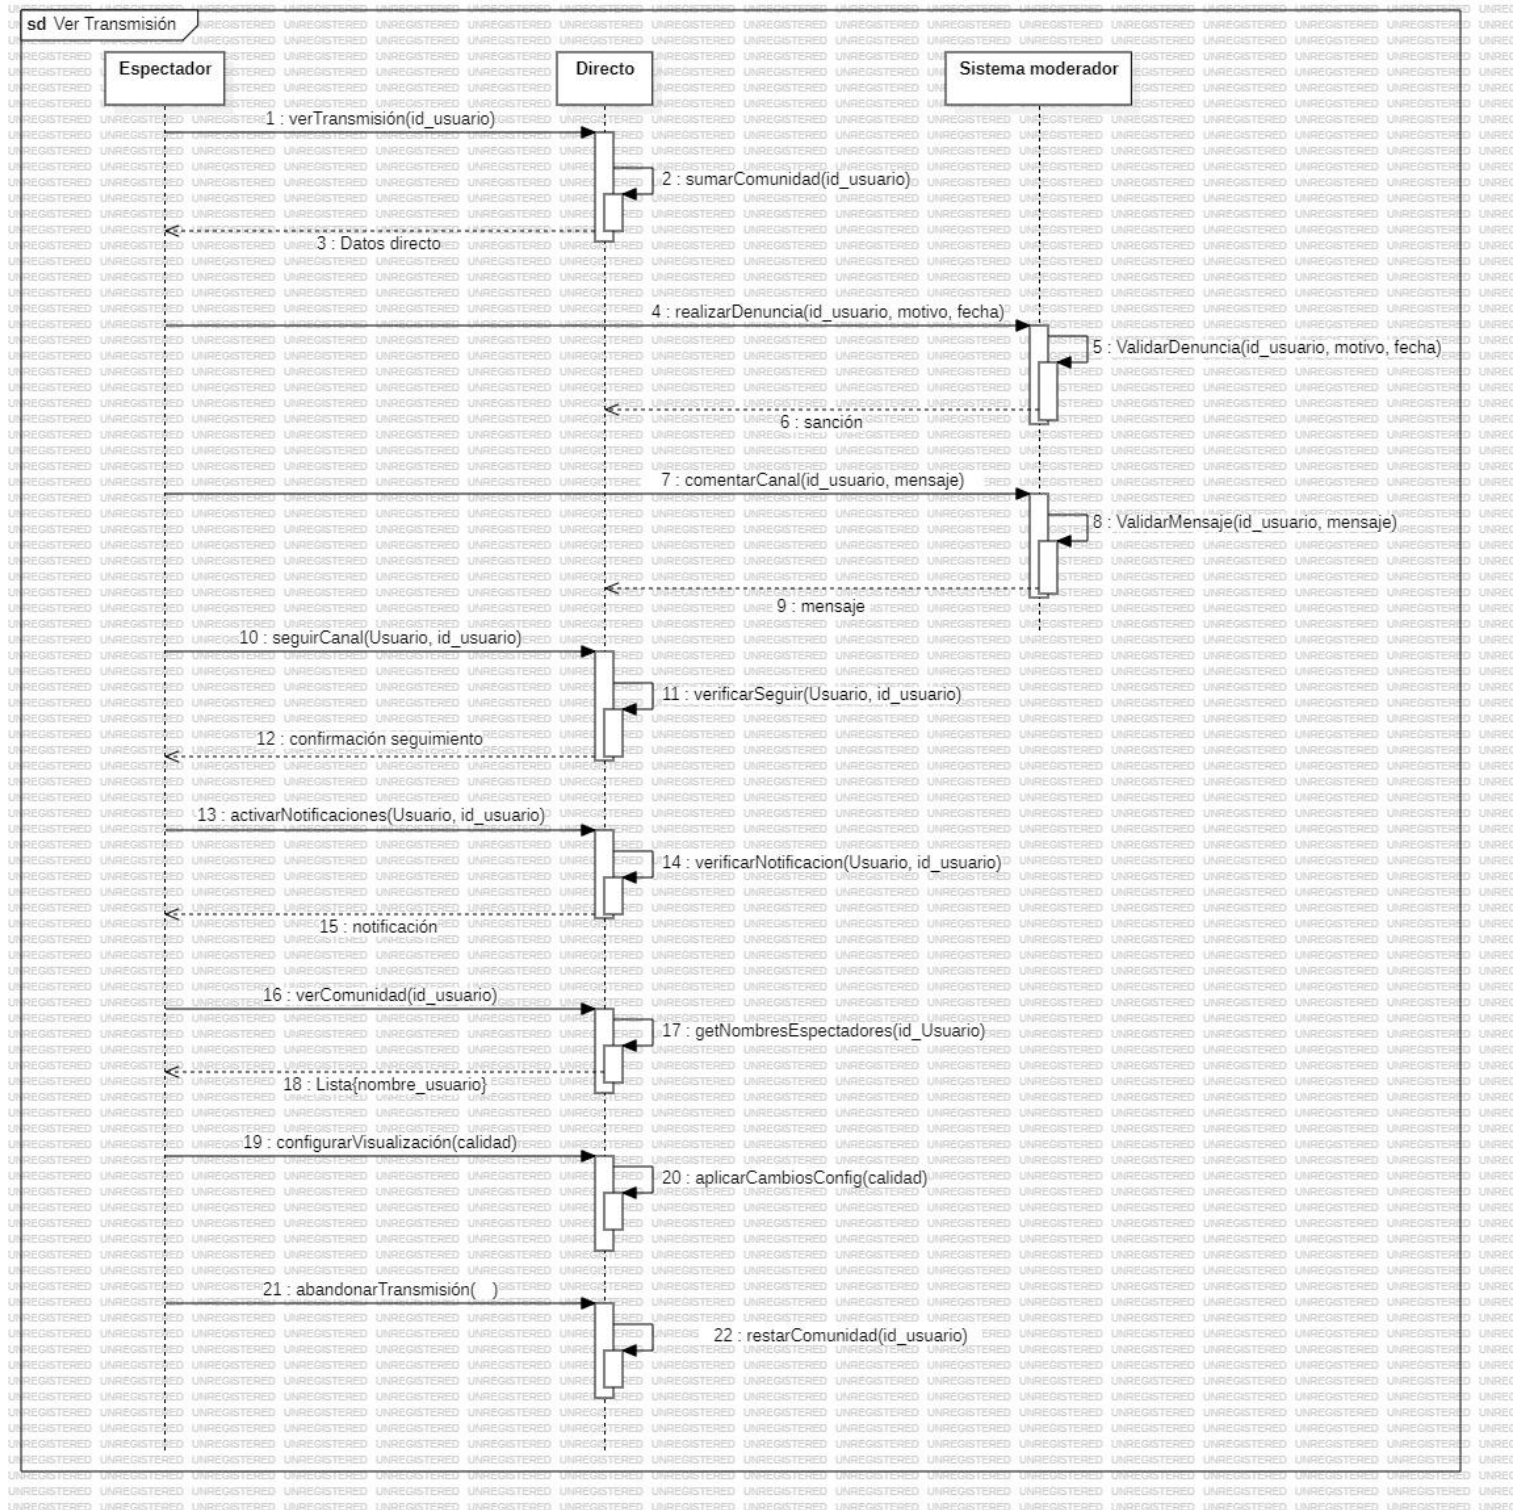 sd Ver Transmisión
Espectador
Directo
Sistema moderador
1 : verTransmisión(id_usuario)
2 : sumarComunidad(id_usuario)
3 : Datos directo
4 : realizarDenuncia(id_usuario, motivo, fecha)
5 : ValidarDenuncia(id_usuario, motivo, fecha)
6 : sanción
7 : comentarCanal(id_usuario, mensaje)
8 : ValidarMensaje(id_usuario, mensaje)
9 : mensaje
10 : seguirCanal(Usuario, id_usuario)
11 : verificarSeguir(Usuario, id_usuario)
12 : confirmación seguimiento
13 : activarNotificaciones(Usuario, id_usuario)
14 : verificarNotificacion(Usuario, id_usuario)
15 : notificación
16 : verComunidad(id_usuario)
17 : getNombresEspectadores(id_Usuario)
18 : Lista{nombre_usuario}
19 : configurarVisualización(calidad)
20 : aplicarCambiosConfig(calidad)
21 : abandonarTransmisión( )
22 : restarComunidad(id_usuario)
UNREGISTERED